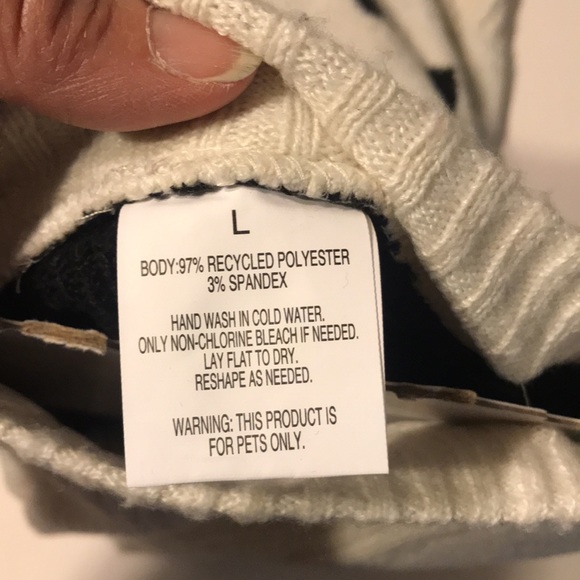 L
BODY:97% RECYCLED POLYESTER
3% SPANDEX
HAND WASH IN COLD WATER.
ONLY NON-CHLORINE BLEACH IF NEEDED.
LAY FLAT TO DRY.
RESHAPE AS NEEDED.
WARNING: THIS PRODUCT IS
FOR PETS ONLY.